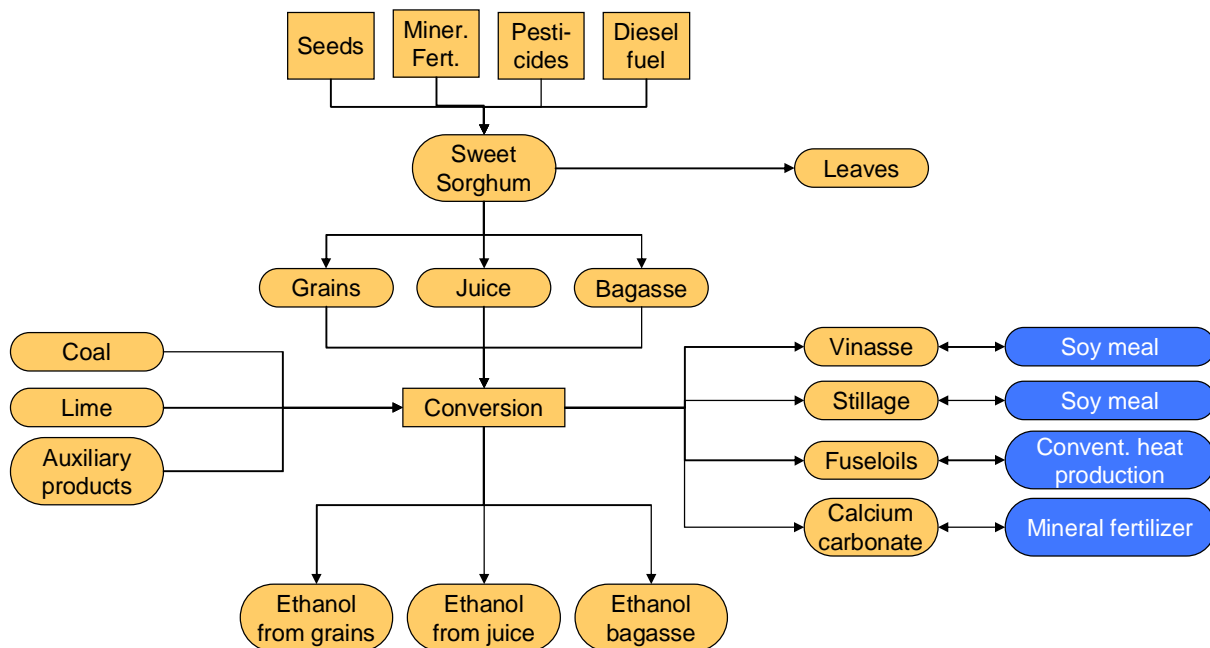 Seeds
Miner.
Fert.
Pesti-
cides
Diesel
fuel
Sweet
Sorghum
Leaves
Grains
Juice
Bagasse
Coal
Lime
Auxiliary
products
Conversion
Vinasse
Soy meal
Stillage
Soy meal
Fuseloils
Convent. heat
production
Calcium
carbonate
Mineral fertilizer
Ethanol
from grains
Ethanol
from juice
Ethanol
bagasse